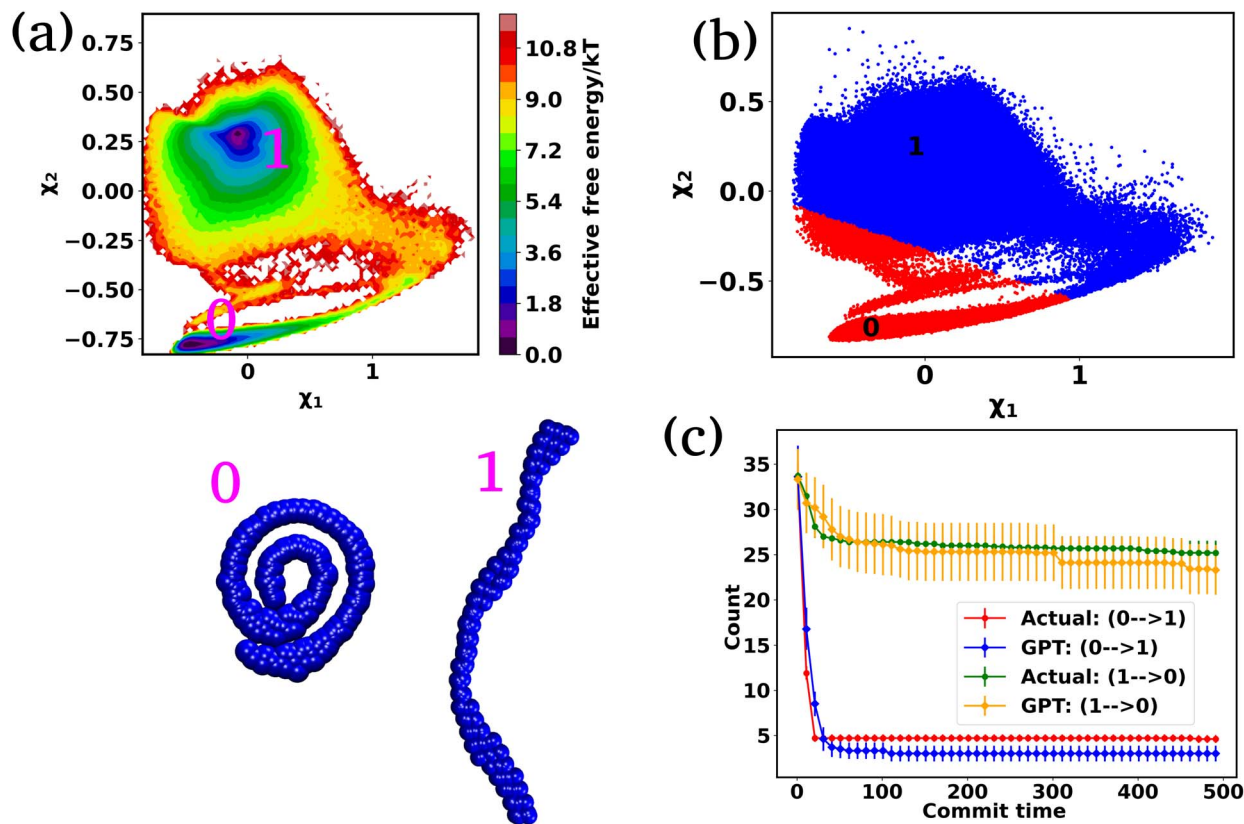 (a)
0.75
0.50
0.25
0.00
−0.25
−0.50
−0.75
χ₂
0
1
χ₁
1
0
10.8
9.0
7.2
5.4
3.6
1.8
0.0
Effective free energy/kT
(b)
0.5
0.0
−0.5
χ₂
0
1
χ₁
1
0
0
1
(c)
35
30
25
20
15
10
5
Count
0
100
200
300
400
500
Commit time
Actual: (0-->1)
GPT: (0-->1)
Actual: (1-->0)
GPT: (1-->0)